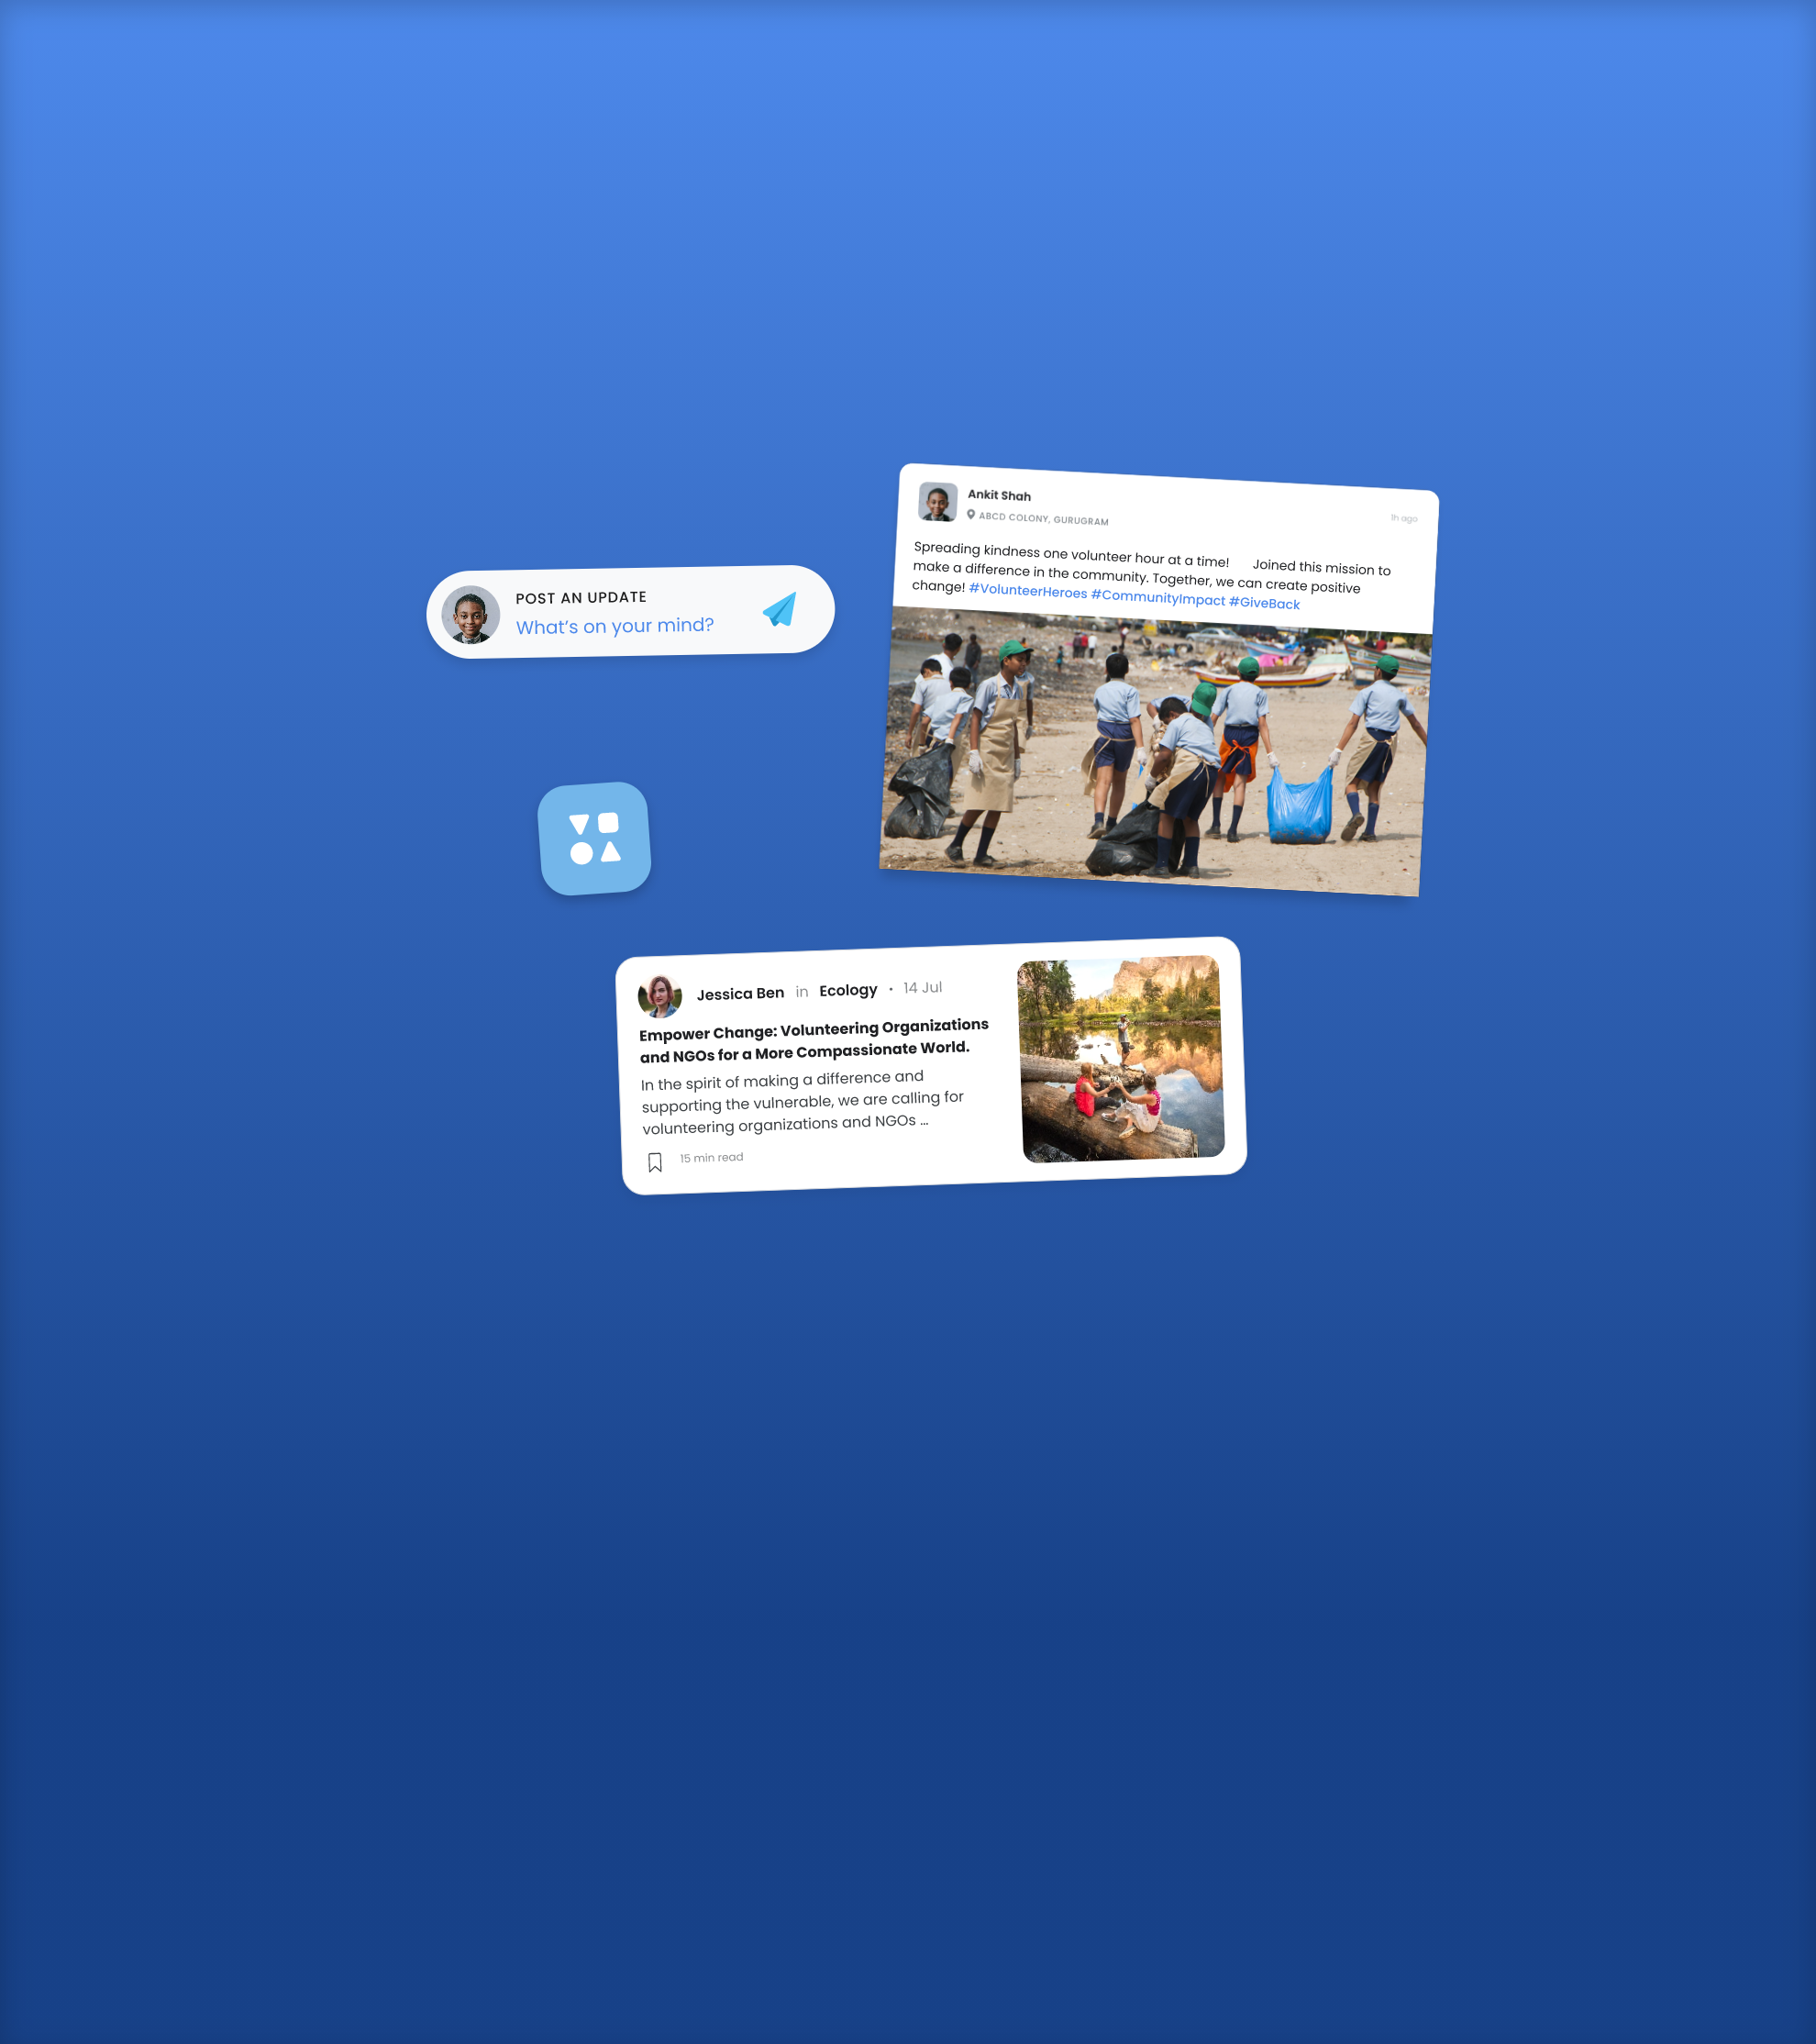 Ankit Shah
ABCD COLONY, GURUGRAM
1h ago
Spreading kindness one volunteer hour at a time! Joined this mission to
make a difference in the community. Together, we can create positive
change! #VolunteerHeroes #CommunityImpact #GiveBack
POST AN UPDATE
What’s on your mind?
Jessica Ben in Ecology • 14 Jul
Empower Change: Volunteering Organizations
and NGOs for a More Compassionate World.
In the spirit of making a difference and
supporting the vulnerable, we are calling for
volunteering organizations and NGOs ...
15 min read